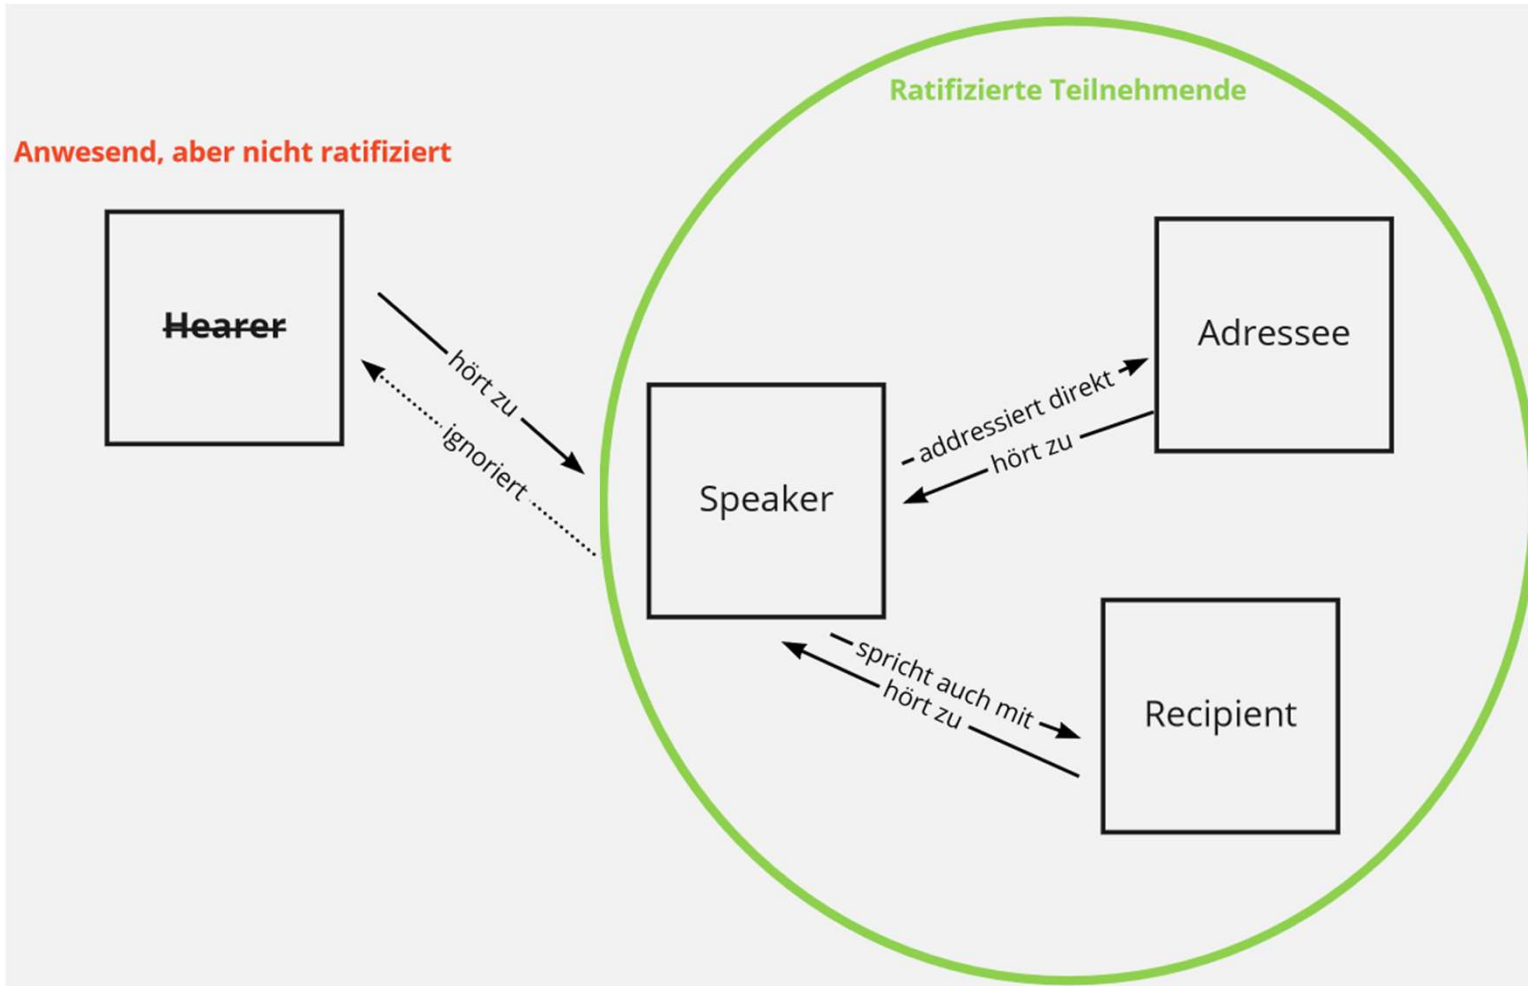 Ratifizierte Teilnehmende
Anwesend, aber nicht ratifiziert
Hearer
hört zu
ignoriert
Speaker
Adressee
addressiert direkt
hört zu
spricht auch mit
hört zu
Recipient